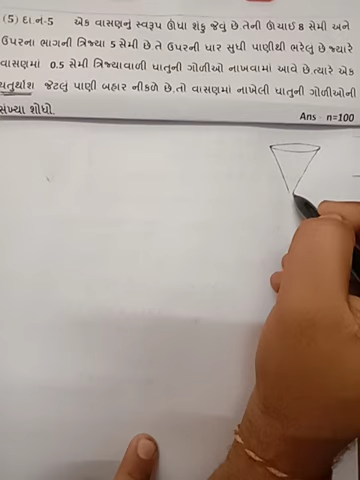 (5) દા.નં-5 એક વાસણનું સ્વરૂપ ઊંધા શંકુ જેવું છે તેની ઊંચાઈ 8 સેમી અને
ઉપરના ભાગની ત્રિજ્યા 5 સેમી છે તે ઉપરની ધાર સુધી પાણીથી ભરેલું છે જ્યારે
વાસણમાં 0.5 સેમી ત્રિજ્યાવાળી ધાતુની ગોળીઓ નાખવામાં આવે છે.ત્યારે એક
ચતુર્થાંશ જેટલું પાણી બહાર નીકળે છે.તો વાસણમાં નાખેલી ધાતુની ગોળીઓની
સંખ્યા શોધો.
Ans n=100